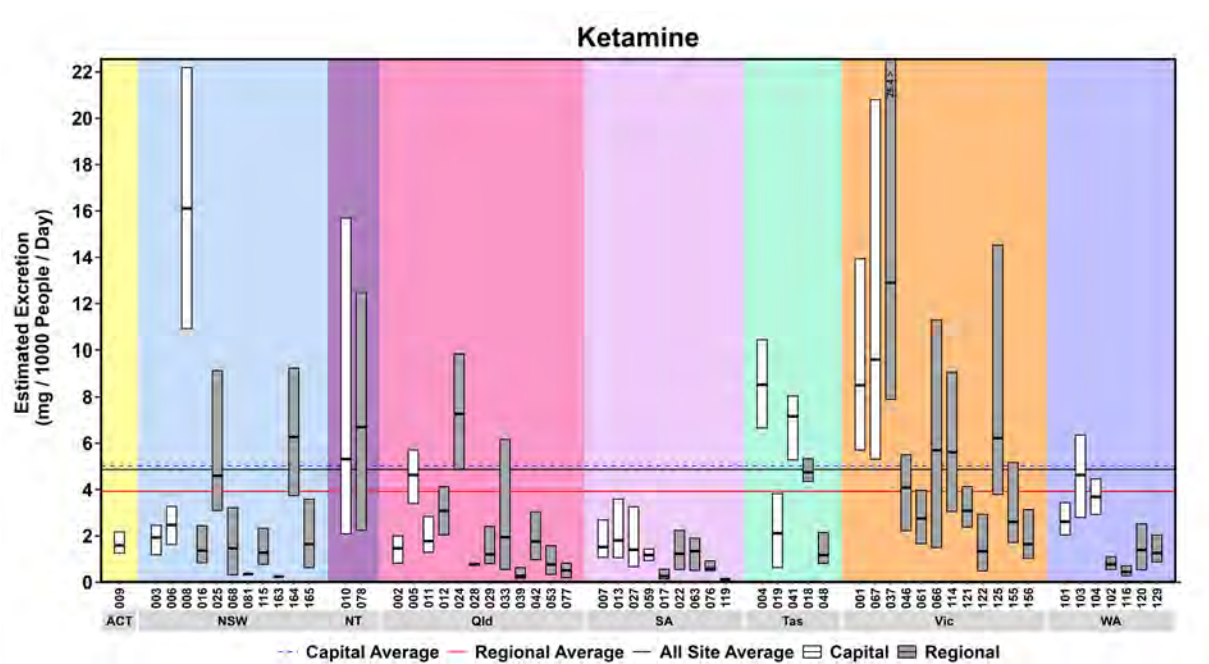 Ketamine
Estimated Excretion
(mg / 1000 People / Day)
22
20
18
16
14
12
10
8
6
4
2
0
26.4 >
009 003 006 008 016 025 068 081 115 163 164 165 010 078 002 005 011 012 024 028 029 033 039 042 053 077 007 013 027 059 017 022 063 076 119 004 019 041 018 048 001 067 037 046 061 066 114 121 122 125 155 156 101 103 104 102 116 120 129
ACT NSW NT Qld SA Tas Vic WA
Capital Average Regional Average All Site Average Capital Regional